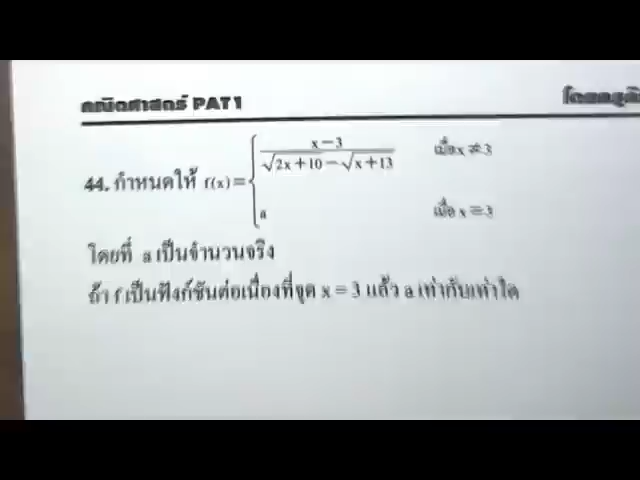 คณิตศาสตร์ PAT1
x−3
√2x+10 − √x+13 เมื่อ x ≠ 3
44. กำหนดให้ f(x) =
a เมื่อ x = 3
โดยที่ a เป็นจำนวนจริง
ถ้า f เป็นฟังก์ชันต่อเนื่องที่จุด x = 3 แล้ว a เท่ากับเท่าใด